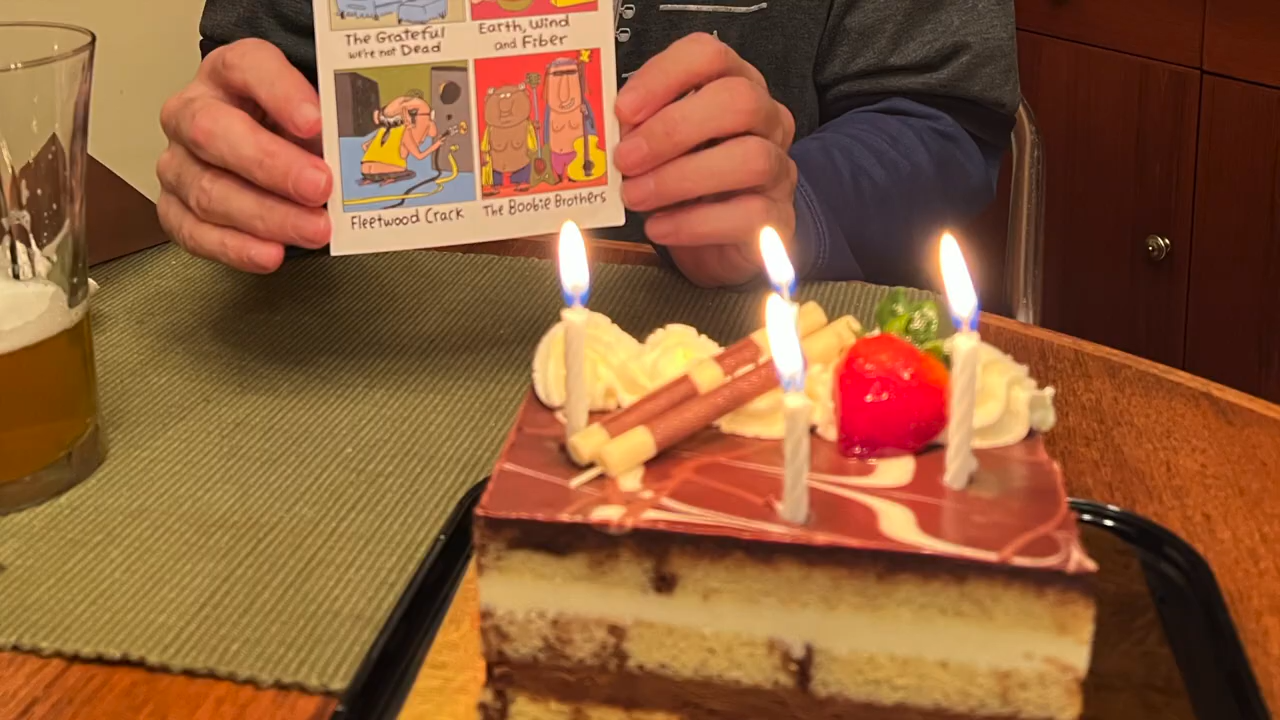 The Grateful
we're not Dead
Earth, Wind
and Fiber
Fleetwood Crack
The Boobie Brothers